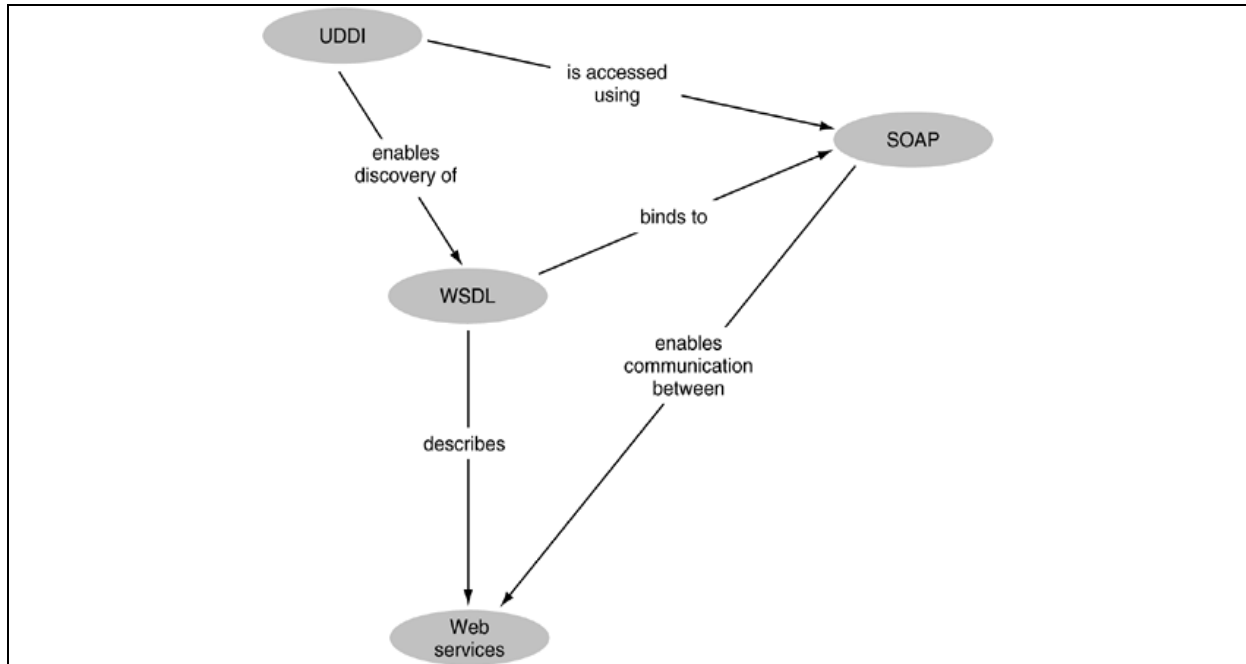 UDDI
is accessed
using
SOAP
enables
discovery of
binds to
WSDL
enables
communication
between
describes
Web
services